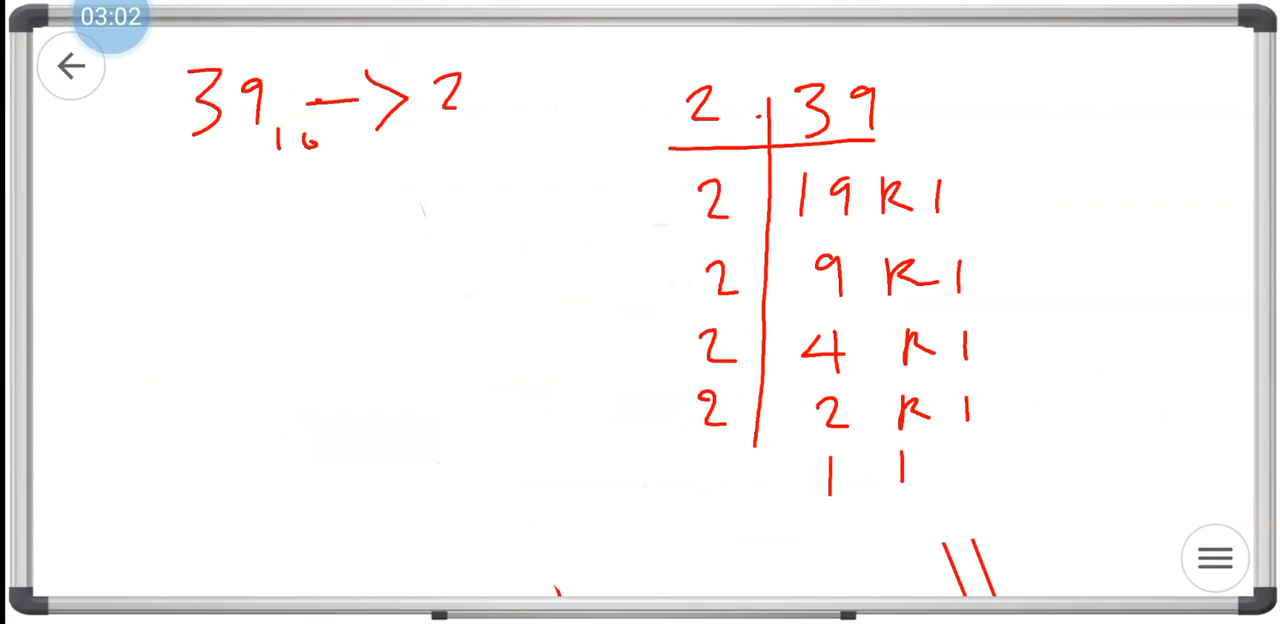 03:02
39₁₀ -> 2
2 39
2 19 R 1
2 9 R 1
2 4 R 1
2 2 R 1
1 1